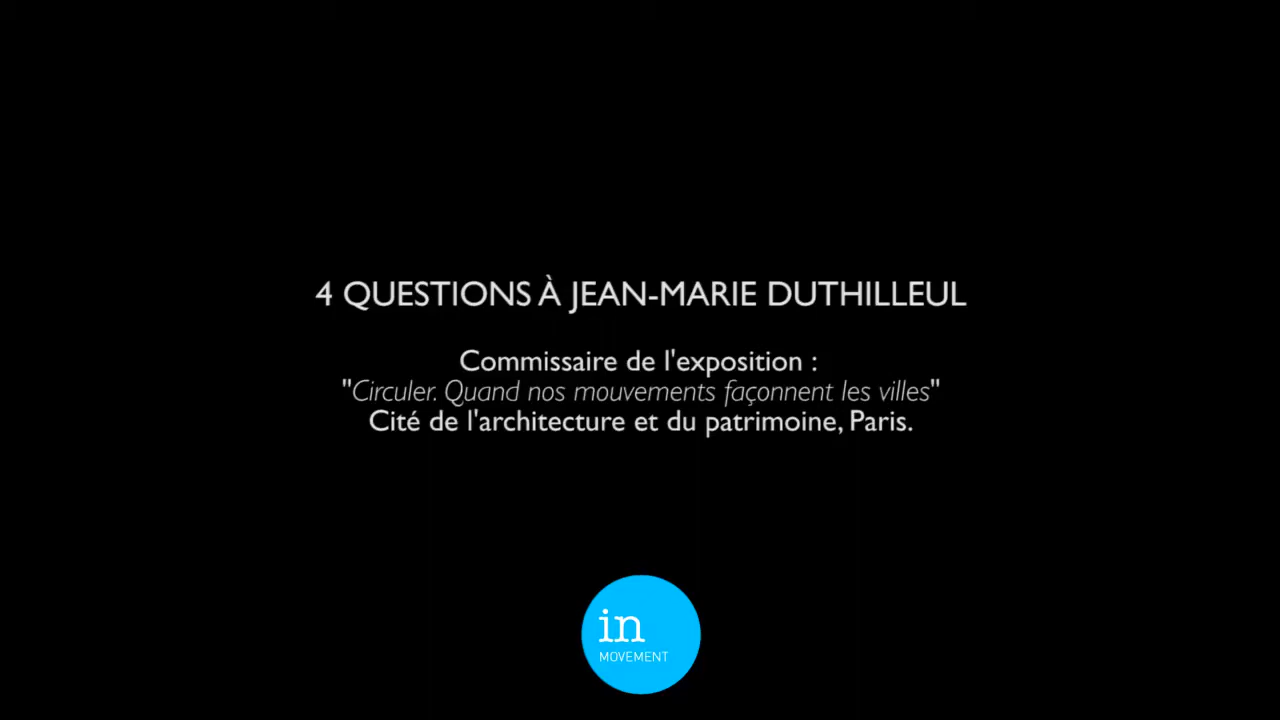 4 QUESTIONS À JEAN-MARIE DUTHILLEUL
Commissaire de l'exposition :
"Circuler. Quand nos mouvements façonnent les villes"
Cité de l'architecture et du patrimoine, Paris.
in
MOVEMENT